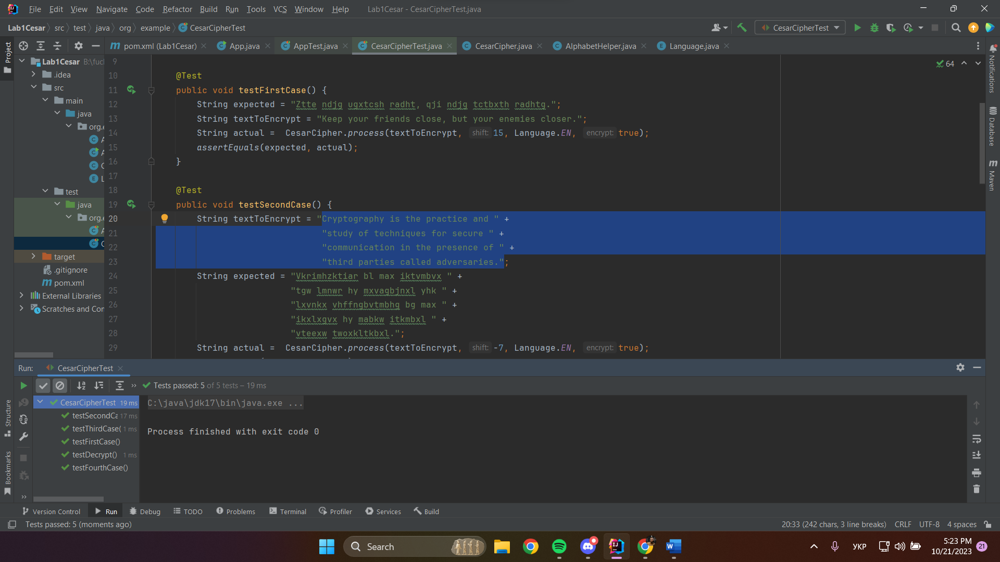 File Edit View Navigate Code Refactor Build Run Tools VCS Window Help Lab1Cesar - CesarCipherTest.java
Lab1Cesar src test java org example CesarCipherTest CesarCipherTest
Project
pom.xml (Lab1Cesar) App.java AppTest.java CesarCipherTest.java CesarCipher.java AlphabetHelper.java Language.java
Lab1Cesar B:\fuc
.idea
src
main
java
org.e
A
A
C
L
test
java
org.e
A
C
target
.gitignore
pom.xml
External Libraries
Scratches and Con
64
9
10 @Test
11 public void testFirstCase() {
12 String expected = "Ztte ndjg ugxtcsh radht, qji ndjg tctbxth radhtg.";
13 String textToEncrypt = "Keep your friends close, but your enemies closer.";
14 String actual = CesarCipher.process(textToEncrypt, shift: 15, Language.EN, encrypt: true);
15 assertEquals(expected, actual);
16 }
17
18 @Test
19 public void testSecondCase() {
20 String textToEncrypt = "Cryptography is the practice and " +
21 "study of techniques for secure " +
22 "communication in the presence of " +
23 "third parties called adversaries.";
24 String expected = "Vkrimhzktiar bl max iktvmbvx " +
25 "tgw lmnwr hy mxvagbjnxl yhk " +
26 "lxvnkx vhffngbvtmbhg bg max " +
27 "ikxlxgvx hy mabkw itkmbxl " +
28 "vteexw twoxkltkbxl.";
29 String actual = CesarCipher.process(textToEncrypt, shift: -7, Language.EN, encrypt: true);
Notifications
Database
Maven
Run: CesarCipherTest
Tests passed: 5 of 5 tests – 19 ms
CesarCipherTest 19 ms
testSecondCa 17 ms
testThirdCase( 1 ms
testFirstCase()
testDecrypt() 1 ms
testFourthCase()
C:\java\jdk17\bin\java.exe ...
Process finished with exit code 0
Structure
Bookmarks
Version Control Run Debug TODO Problems Terminal Profiler Services Build
Tests passed: 5 (moments ago) 20:33 (242 chars, 3 line breaks) CRLF UTF-8 4 spaces
Search УКР 5:23 PM
10/21/2023 21